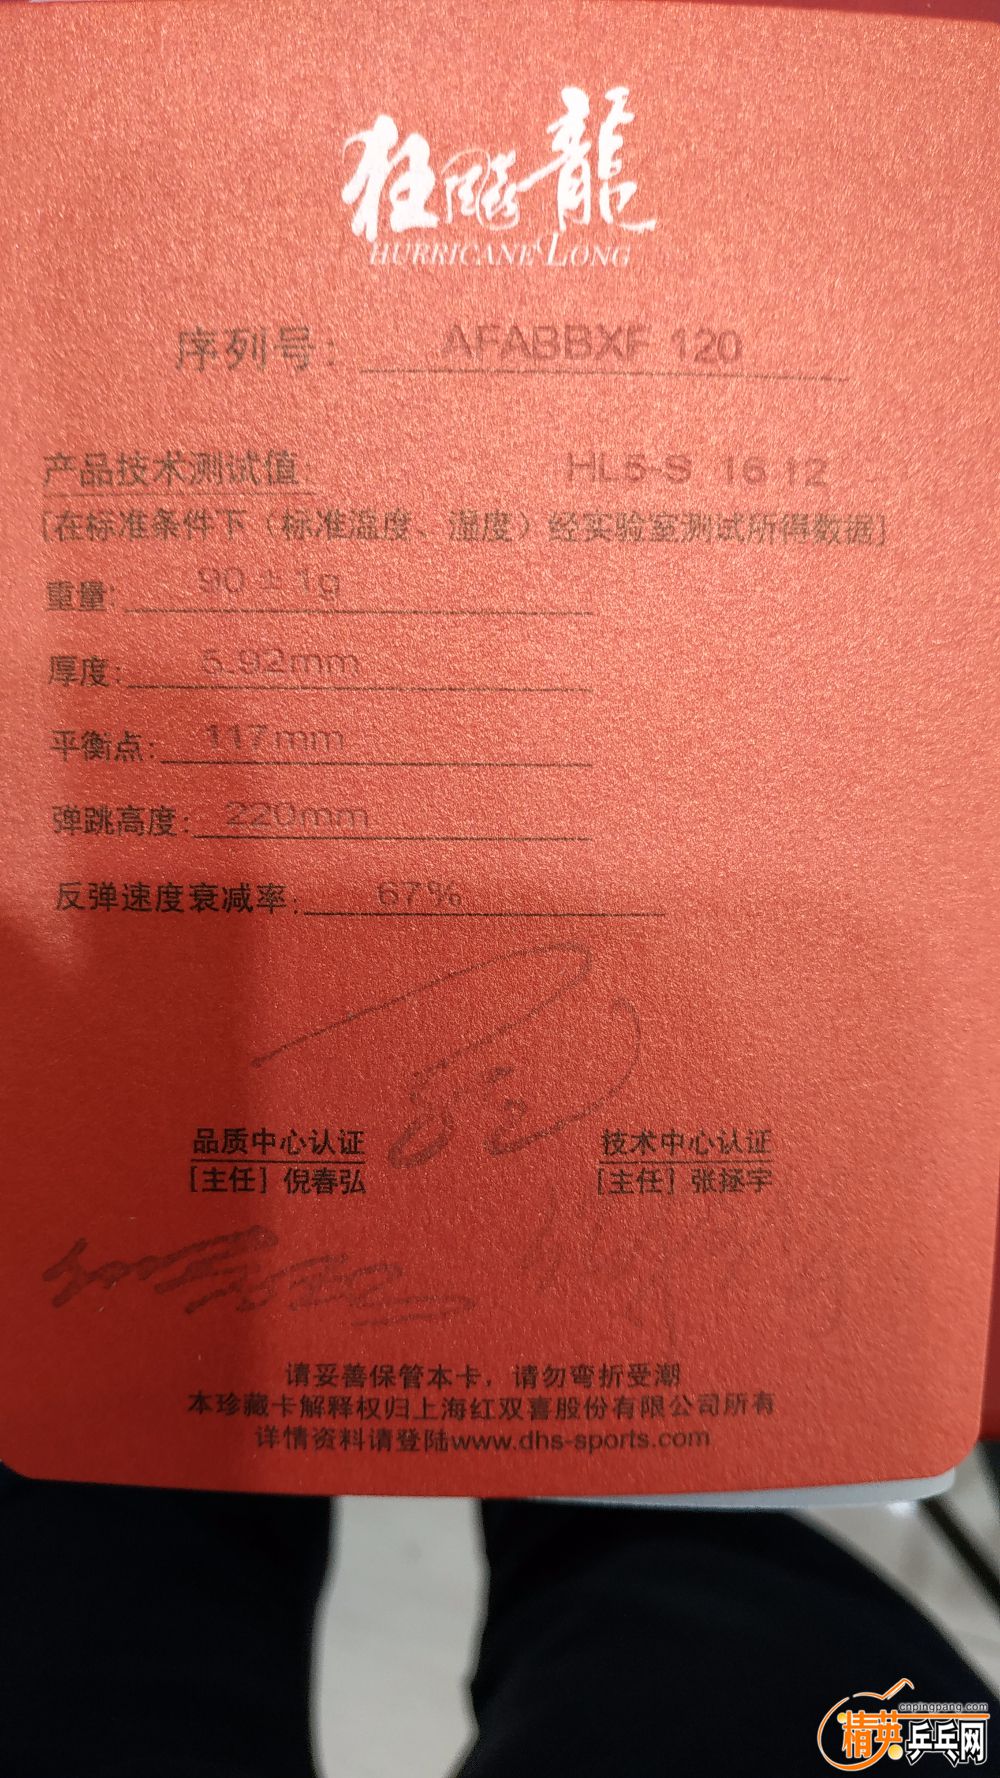 狂飚龍
HURRICANE LONG
序列号: AFABBXF 120
产品技术测试值: HL5-S 16 12
[在标准条件下（标准温度、湿度）经实验室测试所得数据]
重量: 90±1g
厚度: 5.92mm
平衡点: 117mm
弹跳高度: 220mm
反弹速度衰减率: 67%
品质中心认证 技术中心认证
[主任] 倪春弘 [主任] 张拯宇
请妥善保管本卡，请勿弯折受潮
本珍藏卡解释权归上海红双喜股份有限公司所有
详情资料请登陆www.dhs-sports.com
cnpingpang.com
精英乒乓网